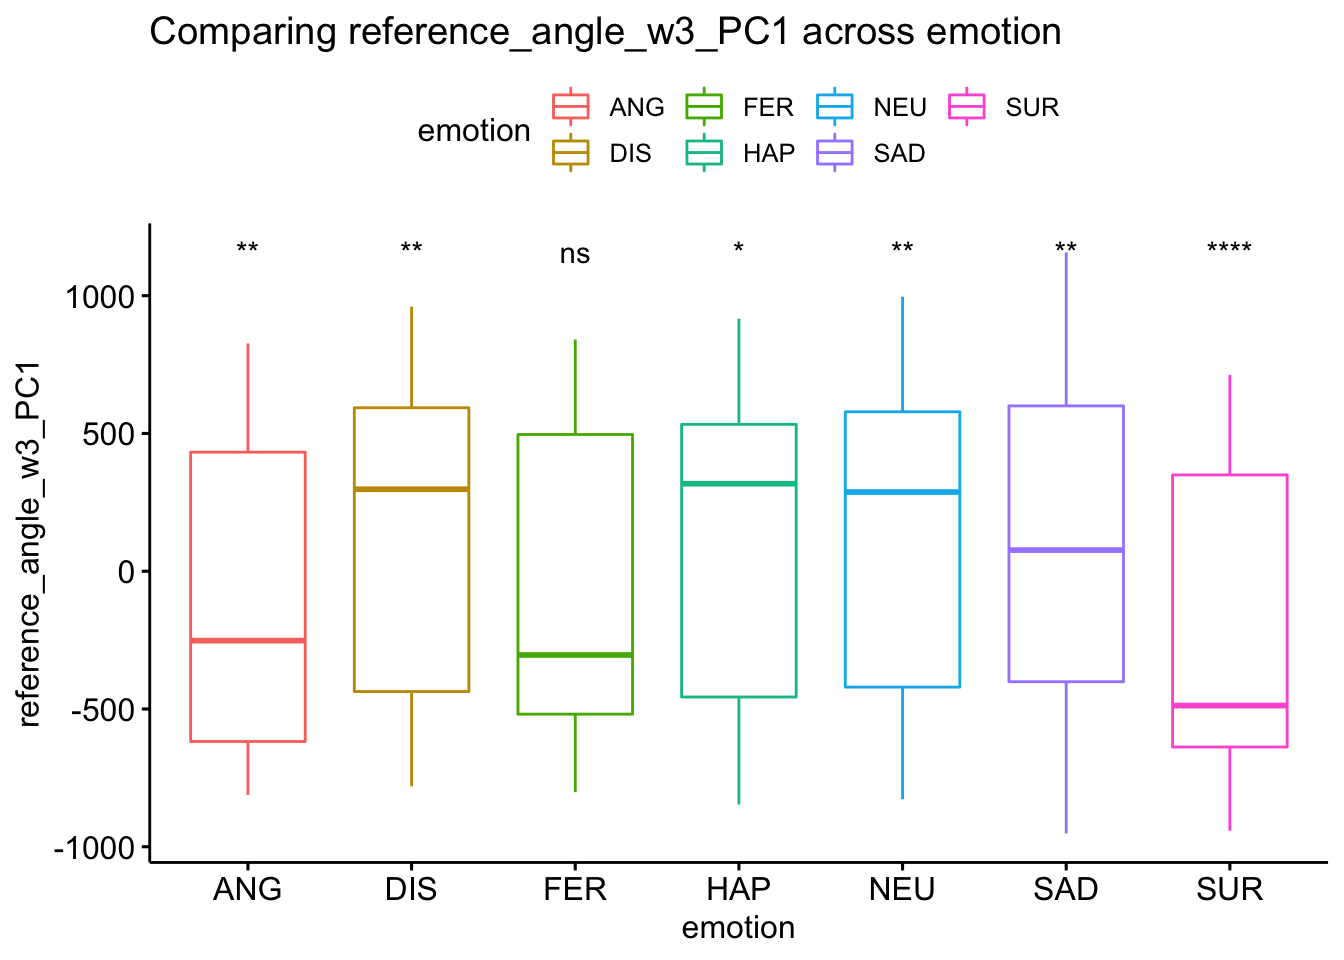 Comparing reference_angle_w3_PC1 across emotion
emotion
ANG FER NEU SUR
DIS HAP SAD
** ** ns * ** ** ****
reference_angle_w3_PC1
1000
500
0
-500
-1000
ANG DIS FER HAP NEU SAD SUR
emotion